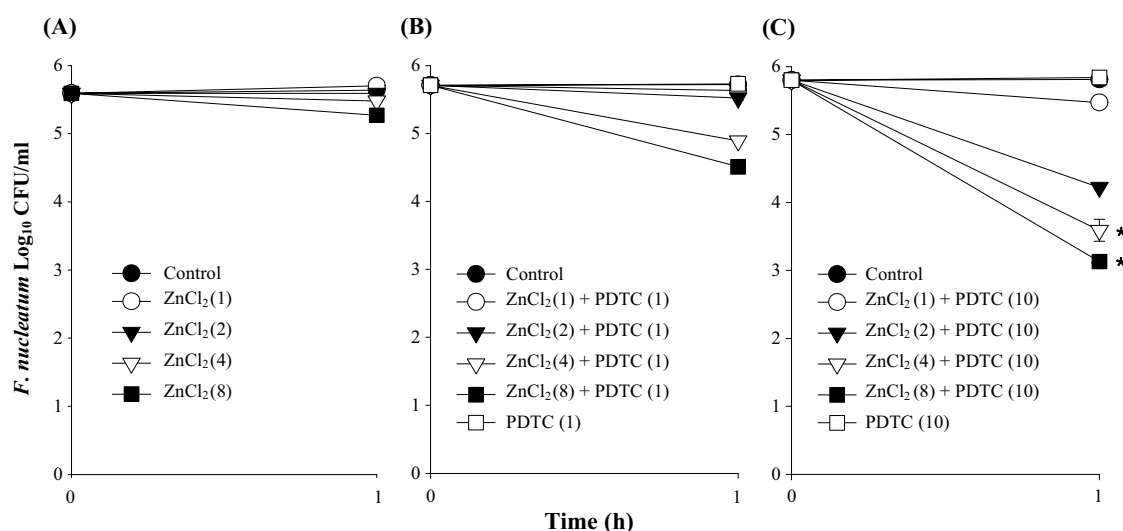 (A)
(B)
(C)
F. nucleatum Log₁₀ CFU/ml
6
5
4
3
2
1
0
Control
ZnCl₂(1)
ZnCl₂(2)
ZnCl₂(4)
ZnCl₂(8)
0
1
6
5
4
3
2
1
0
Control
ZnCl₂(1) + PDTC (1)
ZnCl₂(2) + PDTC (1)
ZnCl₂(4) + PDTC (1)
ZnCl₂(8) + PDTC (1)
PDTC (1)
0
1
6
5
4
3
2
1
0
*
*
Control
ZnCl₂(1) + PDTC (10)
ZnCl₂(2) + PDTC (10)
ZnCl₂(4) + PDTC (10)
ZnCl₂(8) + PDTC (10)
PDTC (10)
0
1
Time (h)